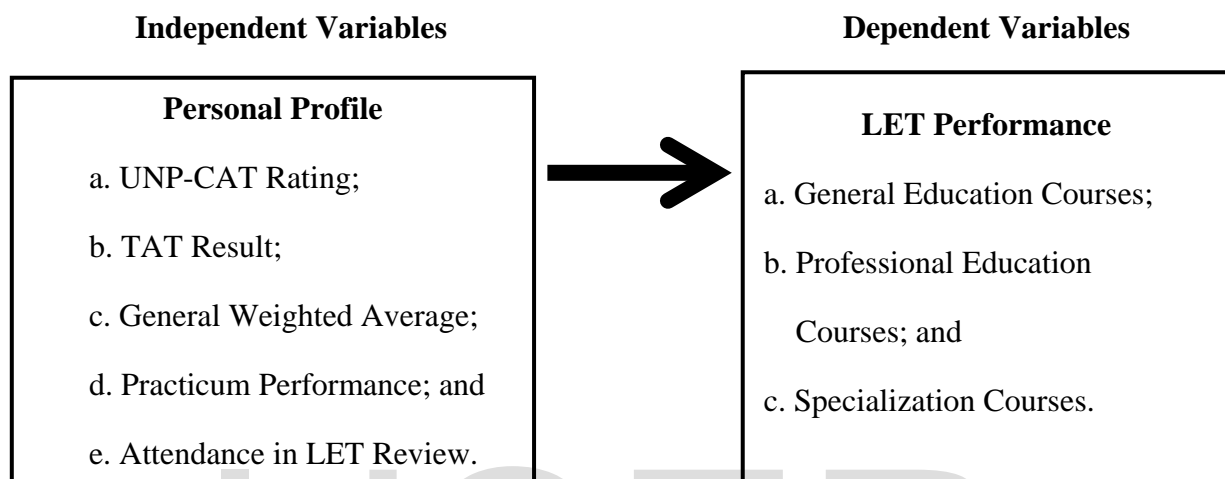 Independent Variables
Dependent Variables
Personal Profile
a. UNP-CAT Rating;
b. TAT Result;
c. General Weighted Average;
d. Practicum Performance; and
e. Attendance in LET Review.
LET Performance
a. General Education Courses;
b. Professional Education
Courses; and
c. Specialization Courses.